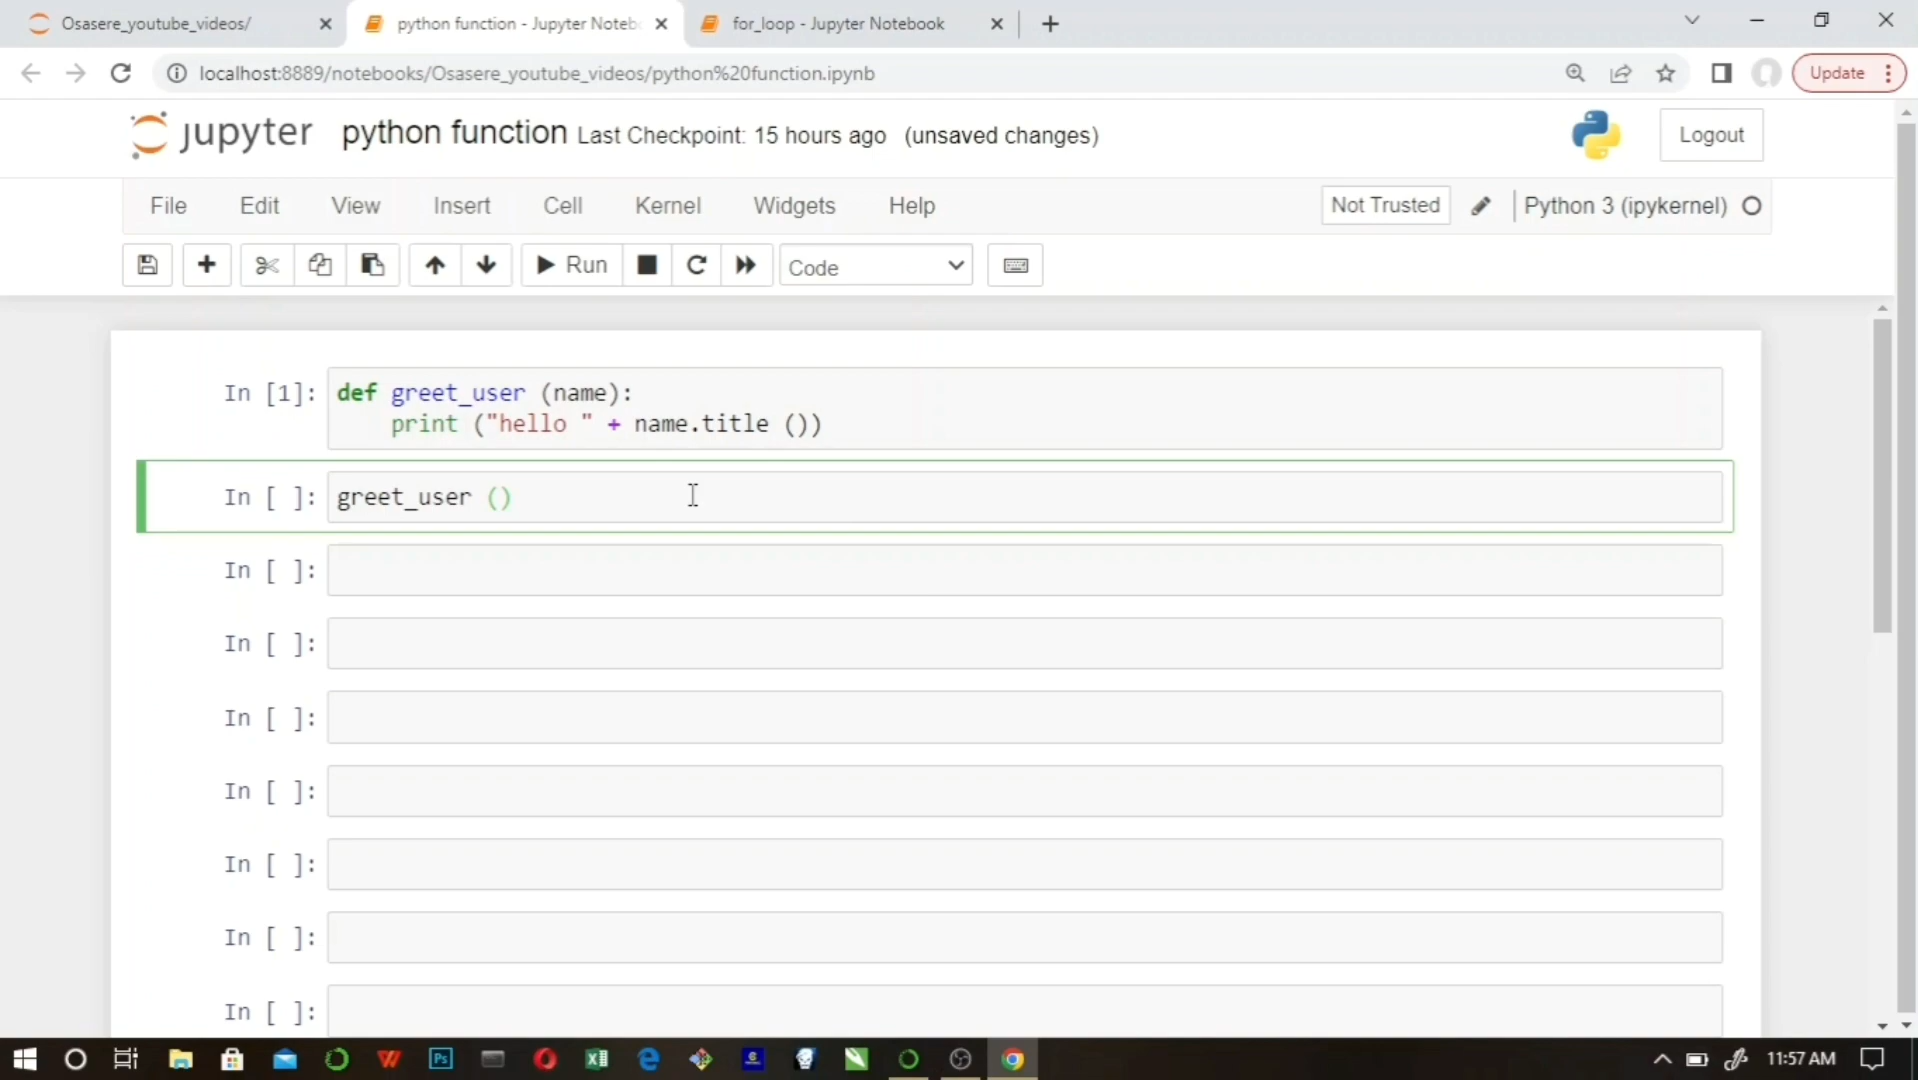 Osasere_youtube_videos/
python function - Jupyter Noteb
for_loop - Jupyter Notebook
localhost:8889/notebooks/Osasere_youtube_videos/python%20function.ipynb
Update
jupyter python function Last Checkpoint: 15 hours ago (unsaved changes)
Logout
File Edit View Insert Cell Kernel Widgets Help
Not Trusted
Python 3 (ipykernel)
Run
Code
In [1]: def greet_user (name):
print ("hello " + name.title ())
In [ ]: greet_user ()
In [ ]:
In [ ]:
In [ ]:
In [ ]:
In [ ]:
In [ ]:
In [ ]:
11:57 AM